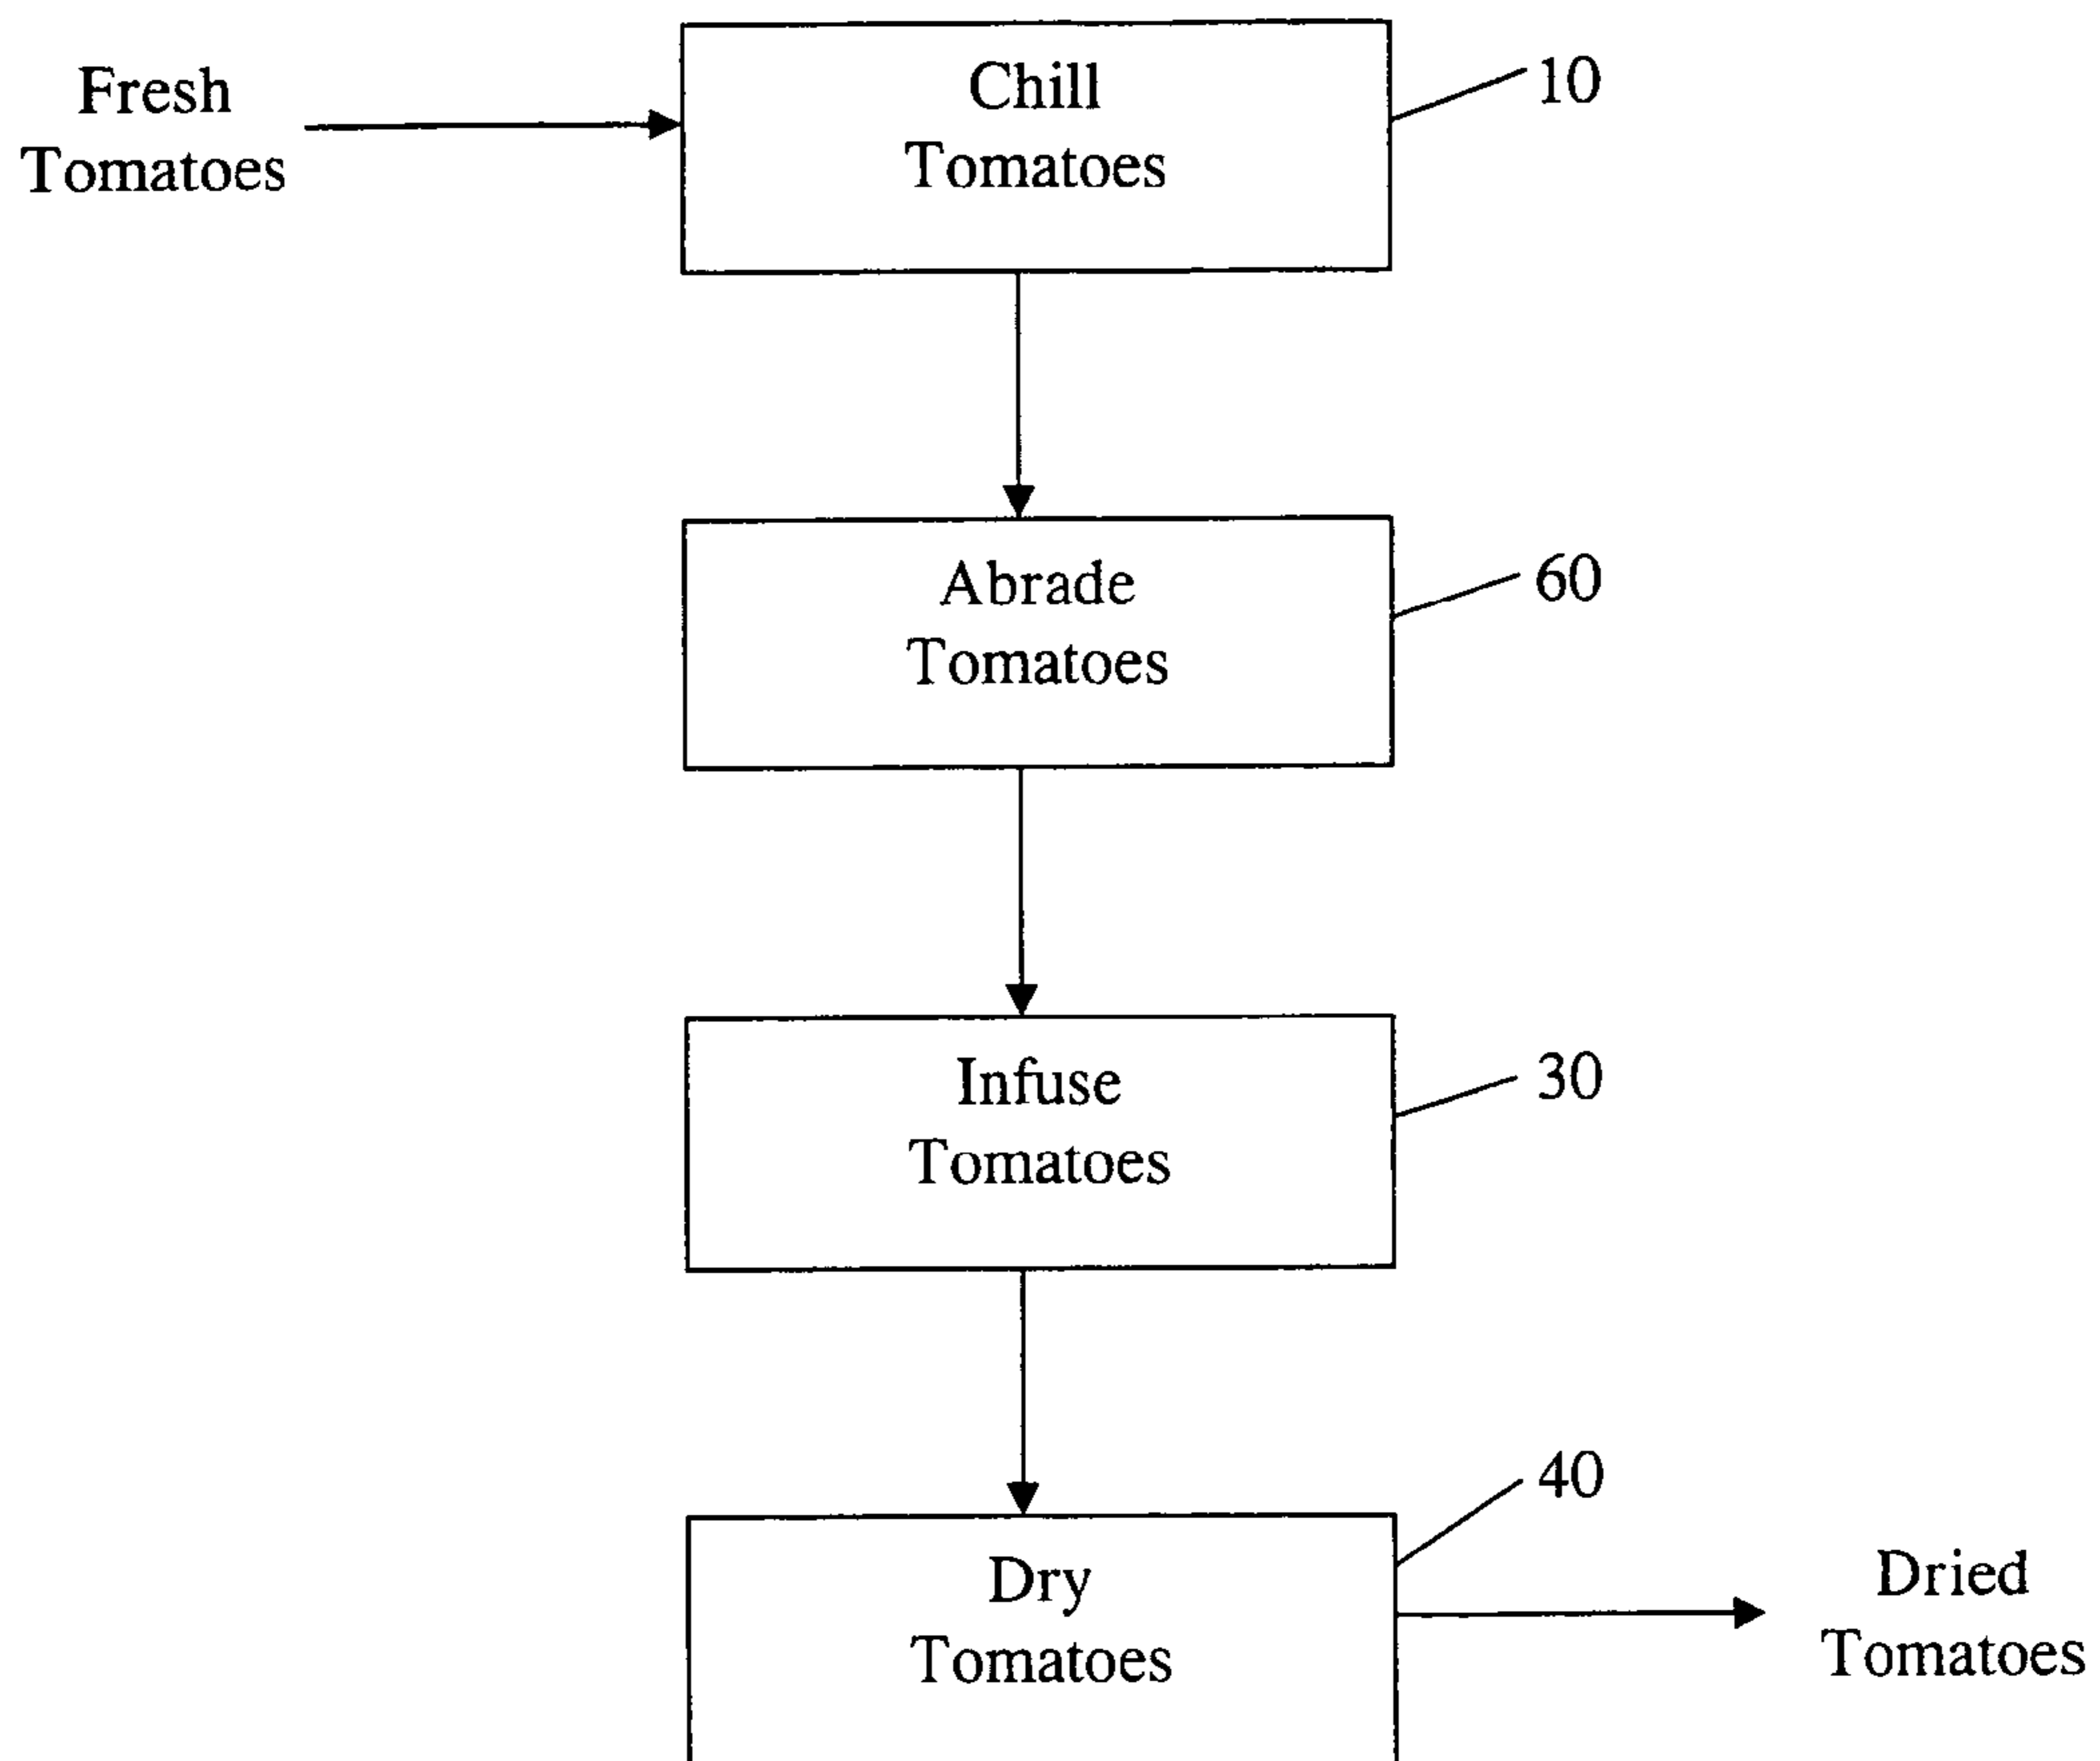 Fresh
Tomatoes
Chill
Tomatoes
10
Abrade
Tomatoes
60
Infuse
Tomatoes
30
Dry
Tomatoes
40
Dried
Tomatoes